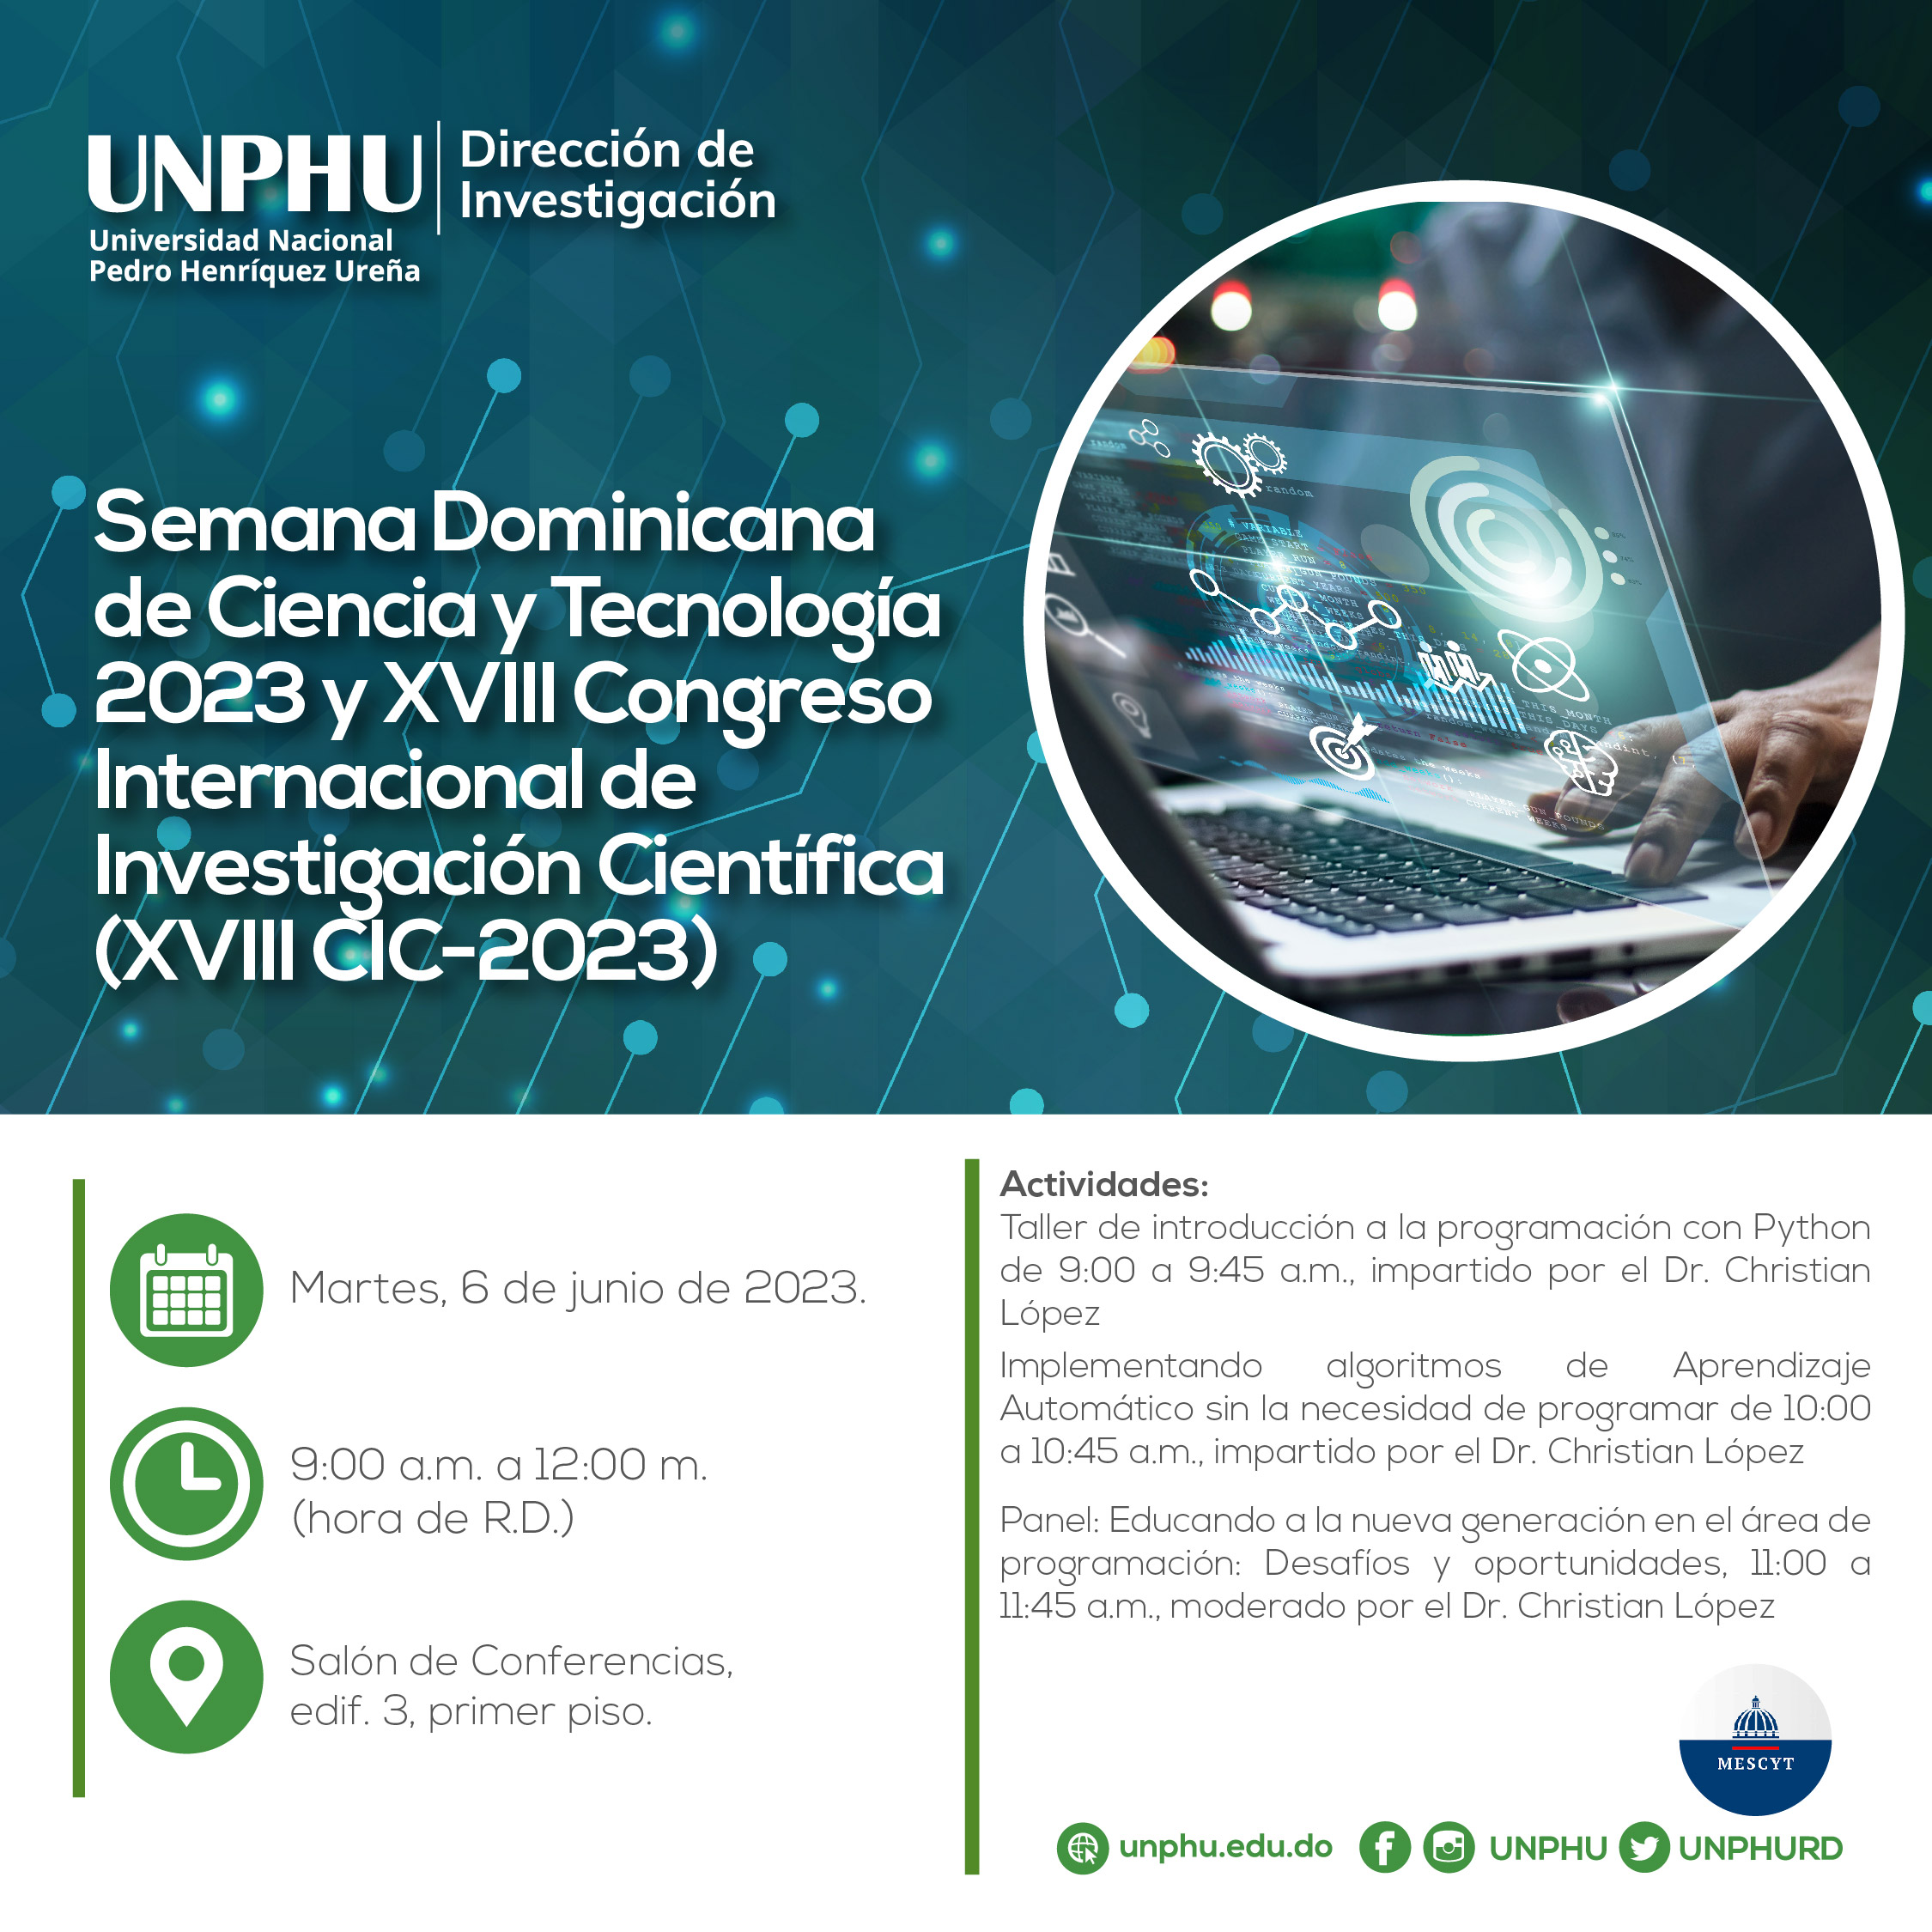 UNPHU
Universidad Nacional
Pedro Henríquez Ureña
Dirección de
Investigación
Semana Dominicana
de Ciencia y Tecnología
2023 y XVIII Congreso
Internacional de
Investigación Científica
(XVIII CIC-2023)
random
# VARIABLE
GAME_START
Martes, 6 de junio de 2023.
9:00 a.m. a 12:00 m.
(hora de R.D.)
Salón de Conferencias,
edif. 3, primer piso.
Actividades:
Taller de introducción a la programación con Python
de 9:00 a 9:45 a.m., impartido por el Dr. Christian
López
Implementando algoritmos de Aprendizaje
Automático sin la necesidad de programar de 10:00
a 10:45 a.m., impartido por el Dr. Christian López
Panel: Educando a la nueva generación en el área de
programación: Desafíos y oportunidades, 11:00 a
11:45 a.m., moderado por el Dr. Christian López
MESCYT
unphu.edu.do
UNPHU
UNPHURD